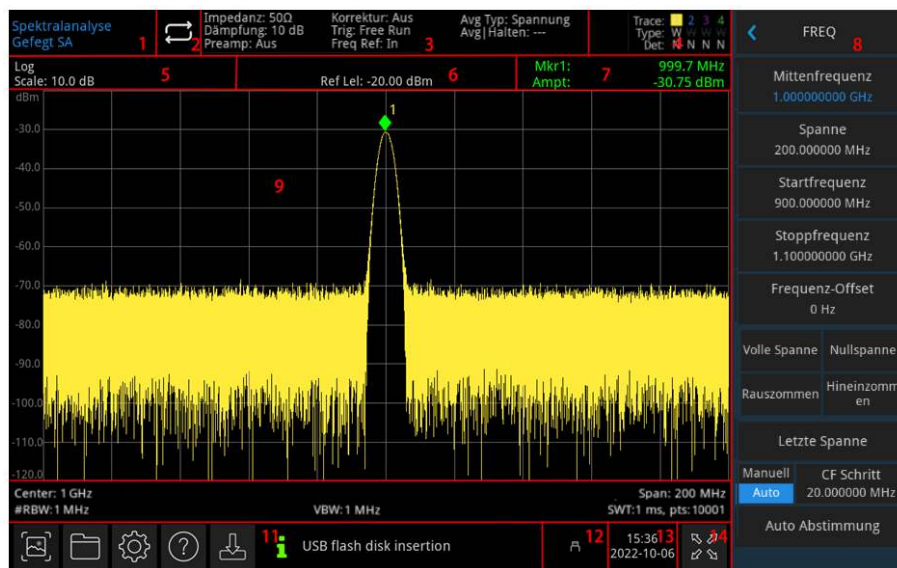 Spektralanalyse
Gefegt SA
1
2
Impedanz: 50Ω Korrektur: Aus Avg Typ: Spannung
Dämpfung: 10 dB Trig: Free Run Avg|Halten: ---
Preamp: Aus Freq Ref: In
3
Trace: 2 3 4
Type: W W W W
Det: N N N N
4
FREQ
8
Log
Scale: 10.0 dB
5
Ref Lel: -20.00 dBm
6
Mkr1: 999.7 MHz
Ampt: -30.75 dBm
7
dBm
-30.0
-40.0
-50.0
-60.0
-70.0
-80.0
-90.0
-100.0
-110.0
-120.0
1
9
Center: 1 GHz Span: 200 MHz
#RBW:1 MHz VBW:1 MHz SWT:1 ms, pts:10001
11
USB flash disk insertion
12
15:36
2022-10-06
13
14
Mittenfrequenz
1.000000000 GHz
Spanne
200.000000 MHz
Startfrequenz
900.000000 MHz
Stoppfrequenz
1.100000000 GHz
Frequenz-Offset
0 Hz
Volle Spanne Nullspanne
Rauszommen Hineinzomm
en
Letzte Spanne
Manuell CF Schritt
Auto 20.000000 MHz
Auto Abstimmung